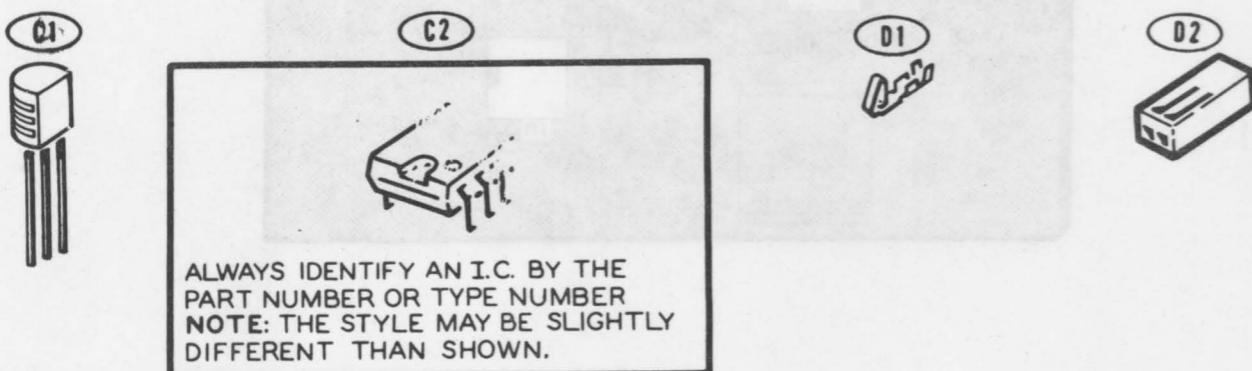 C1
C2
D1
D2
ALWAYS IDENTIFY AN I.C. BY THE
PART NUMBER OR TYPE NUMBER
NOTE: THE STYLE MAY BE SLIGHTLY
DIFFERENT THAN SHOWN.